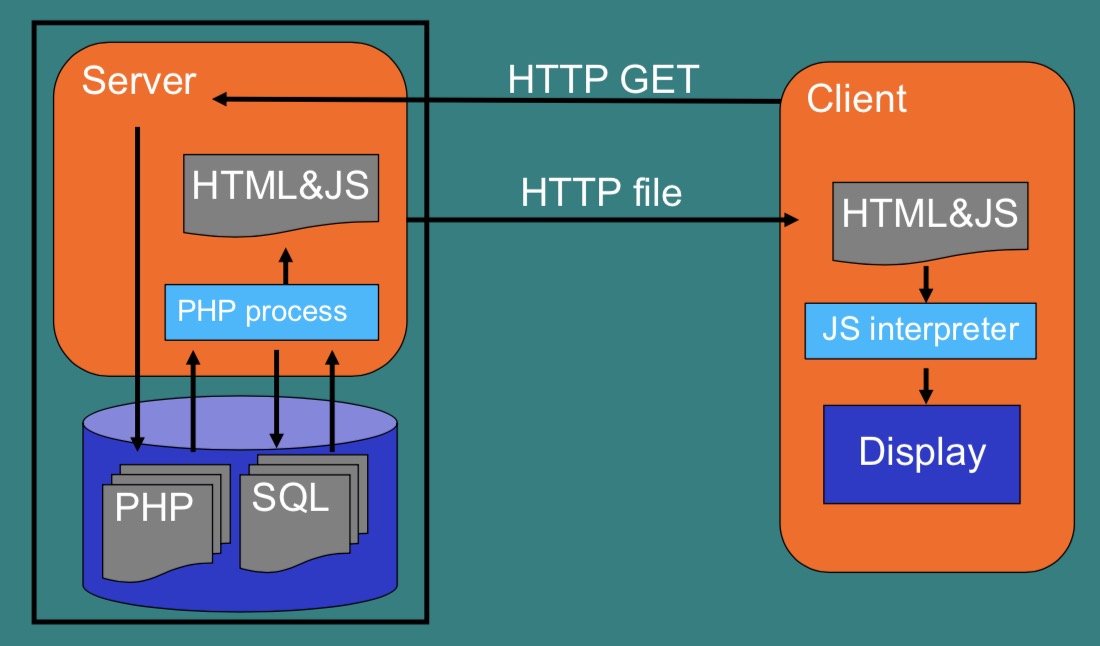 Server
HTTP GET
Client
HTML&JS
HTTP file
HTML&JS
PHP process
JS interpreter
Display
PHP
SQL